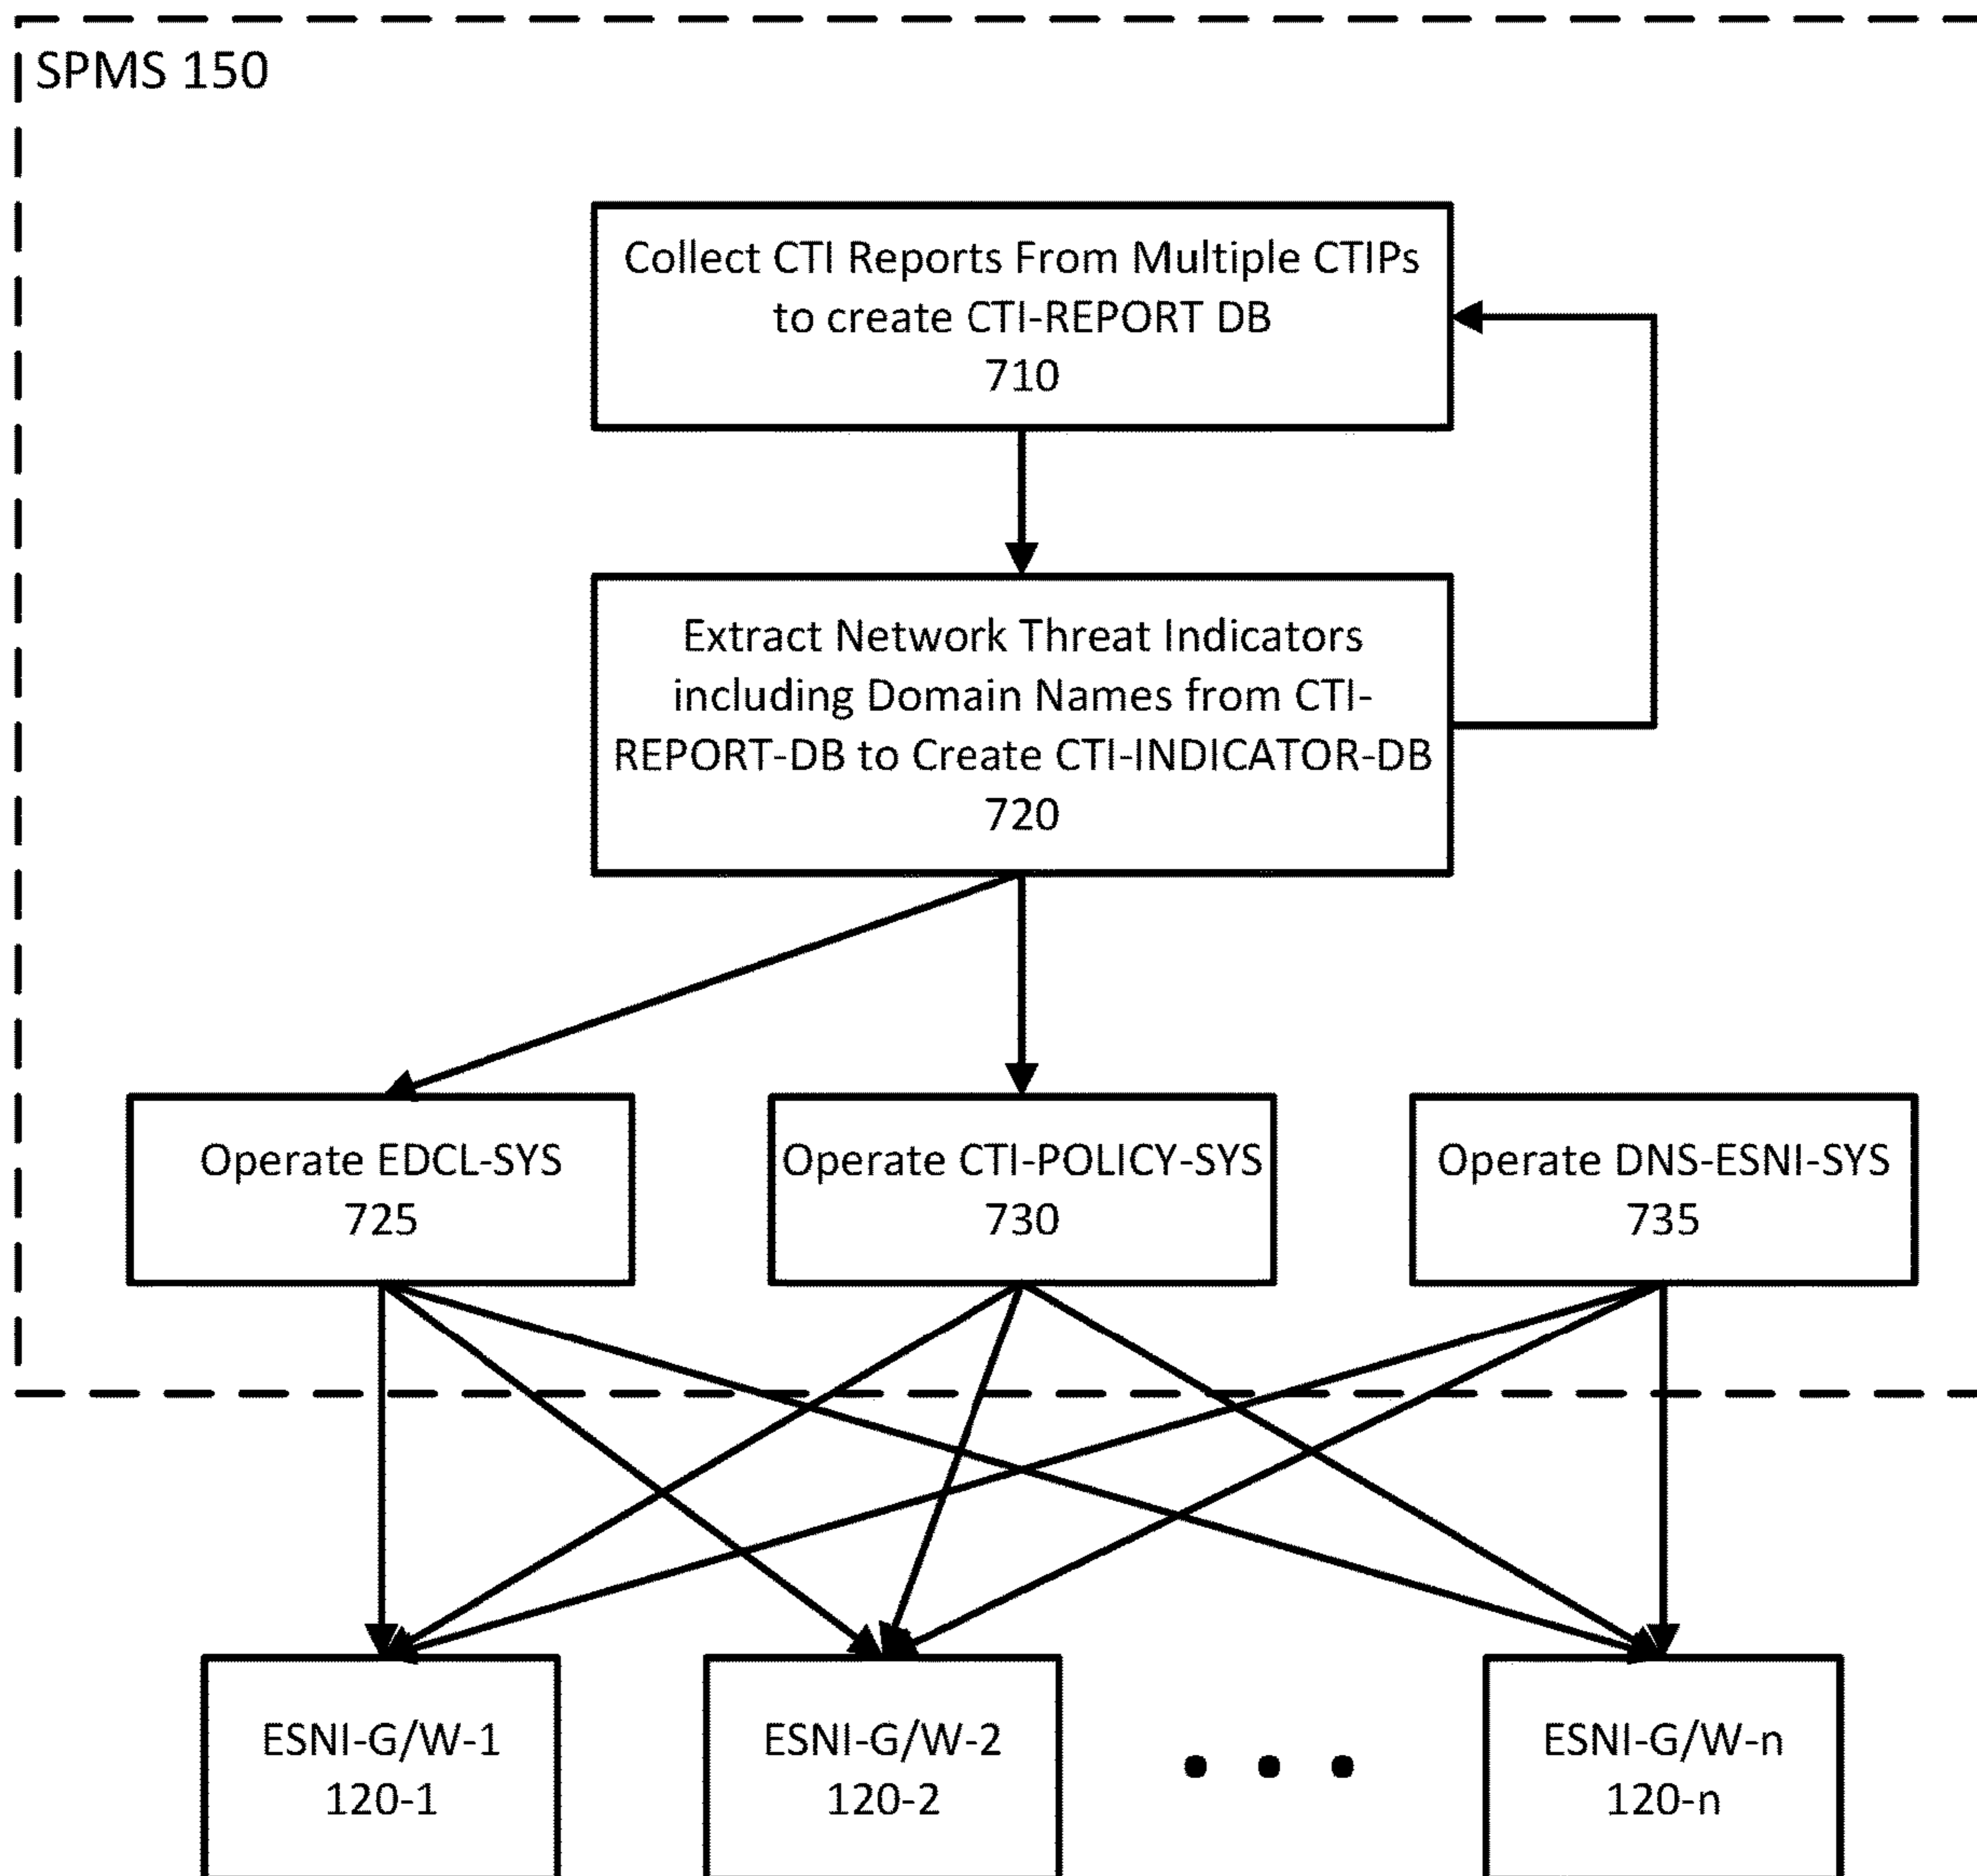 SPMS 150
Collect CTI Reports From Multiple CTIPs
to create CTI-REPORT DB
710
Extract Network Threat Indicators
including Domain Names from CTI-
REPORT-DB to Create CTI-INDICATOR-DB
720
Operate EDCL-SYS
725
Operate CTI-POLICY-SYS
730
Operate DNS-ESNI-SYS
735
ESNI-G/W-1
120-1
ESNI-G/W-2
120-2
• • •
ESNI-G/W-n
120-n